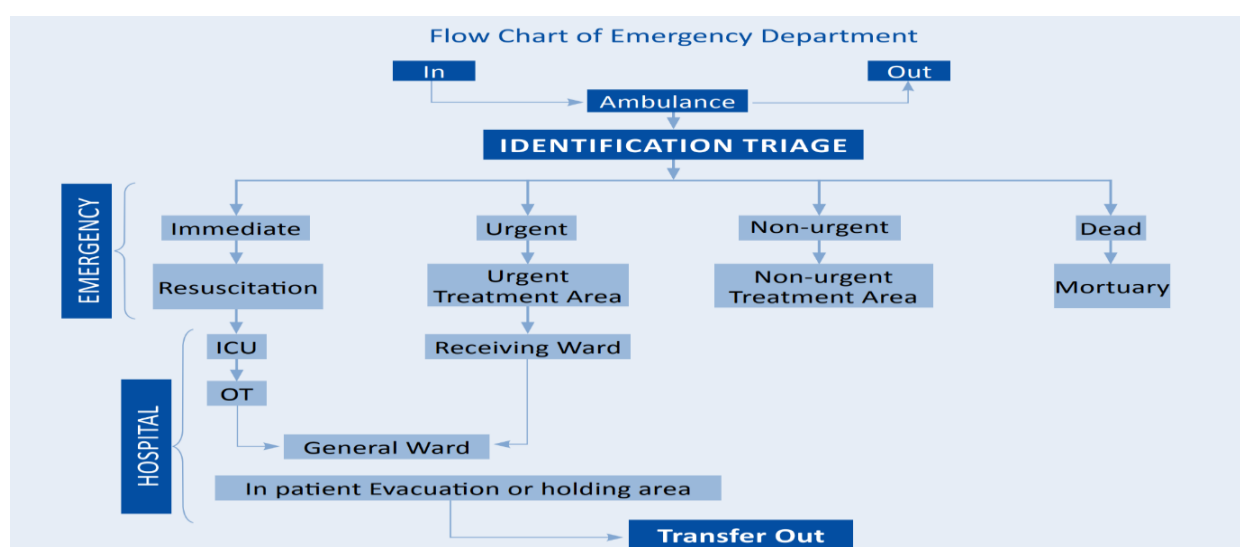 Flow Chart of Emergency Department
In
Out
Ambulance
IDENTIFICATION TRIAGE
EMERGENCY
Immediate
Urgent
Non-urgent
Dead
Resuscitation
Urgent
Treatment Area
Non-urgent
Treatment Area
Mortuary
HOSPITAL
ICU
Receiving Ward
OT
General Ward
In patient Evacuation or holding area
Transfer Out